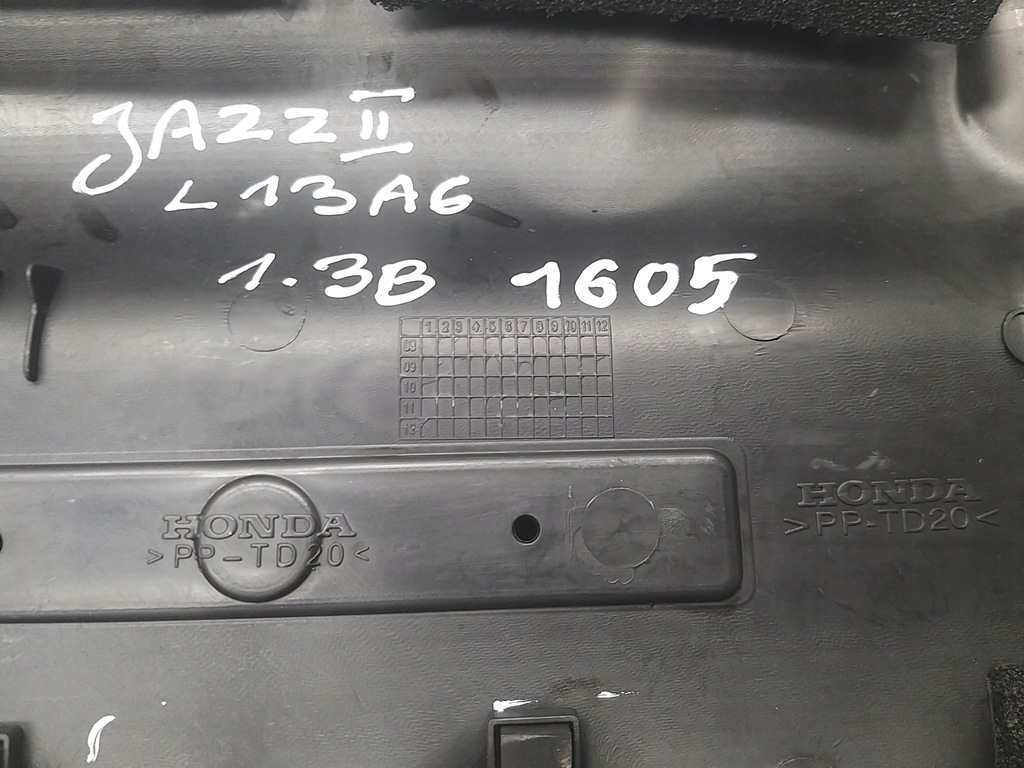 JAZZ II
L13A6
1.3B 1605
1 2 3 4 5 6 7 8 9 10 11 12
08
09
10
11
12
HONDA
>PP-TD20<
HONDA
>PP-TD20<